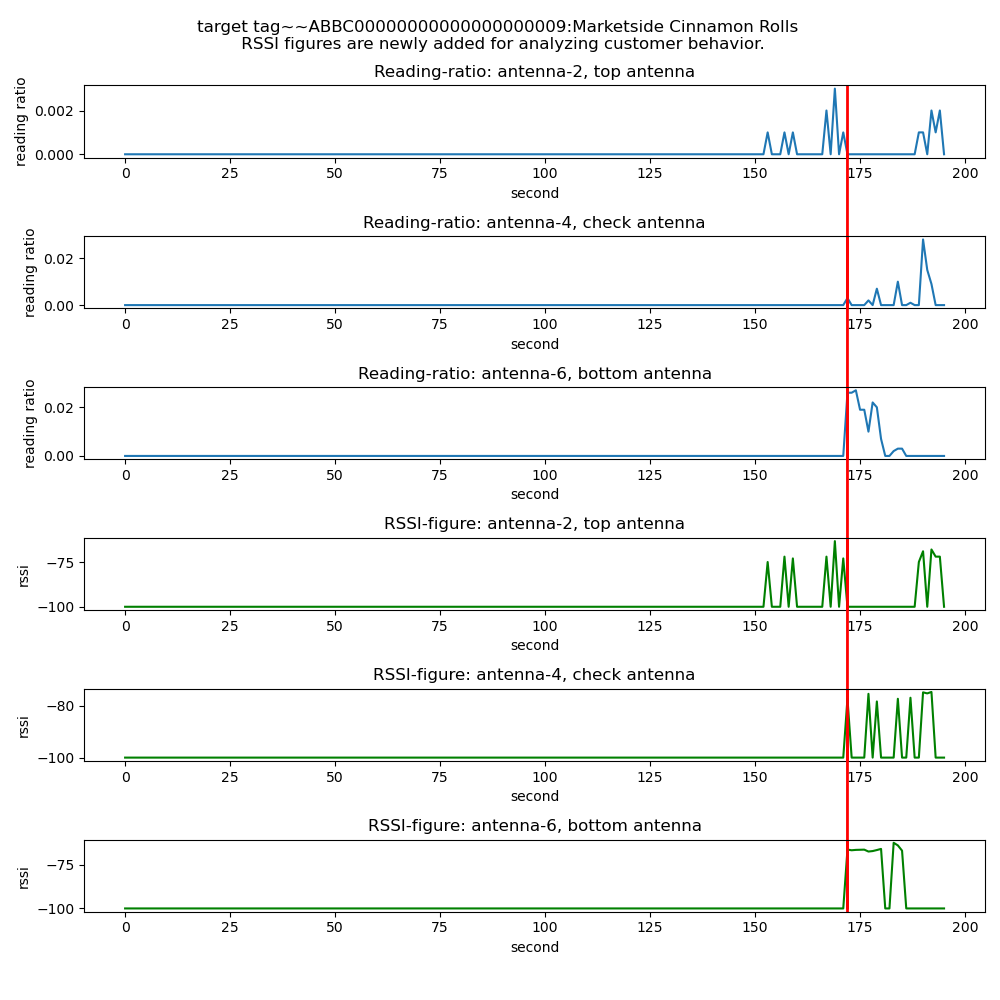 target tag~~ABBC00000000000000000009:Marketside Cinnamon Rolls
RSSI figures are newly added for analyzing customer behavior.
Reading-ratio: antenna-2, top antenna
reading ratio
0.002
0.000
0 25 50 75 100 125 150 175 200
second
Reading-ratio: antenna-4, check antenna
reading ratio
0.02
0.00
0 25 50 75 100 125 150 175 200
second
Reading-ratio: antenna-6, bottom antenna
reading ratio
0.02
0.00
0 25 50 75 100 125 150 175 200
second
RSSI-figure: antenna-2, top antenna
rssi
−75
−100
0 25 50 75 100 125 150 175 200
second
RSSI-figure: antenna-4, check antenna
rssi
−80
−100
0 25 50 75 100 125 150 175 200
second
RSSI-figure: antenna-6, bottom antenna
rssi
−75
−100
0 25 50 75 100 125 150 175 200
second